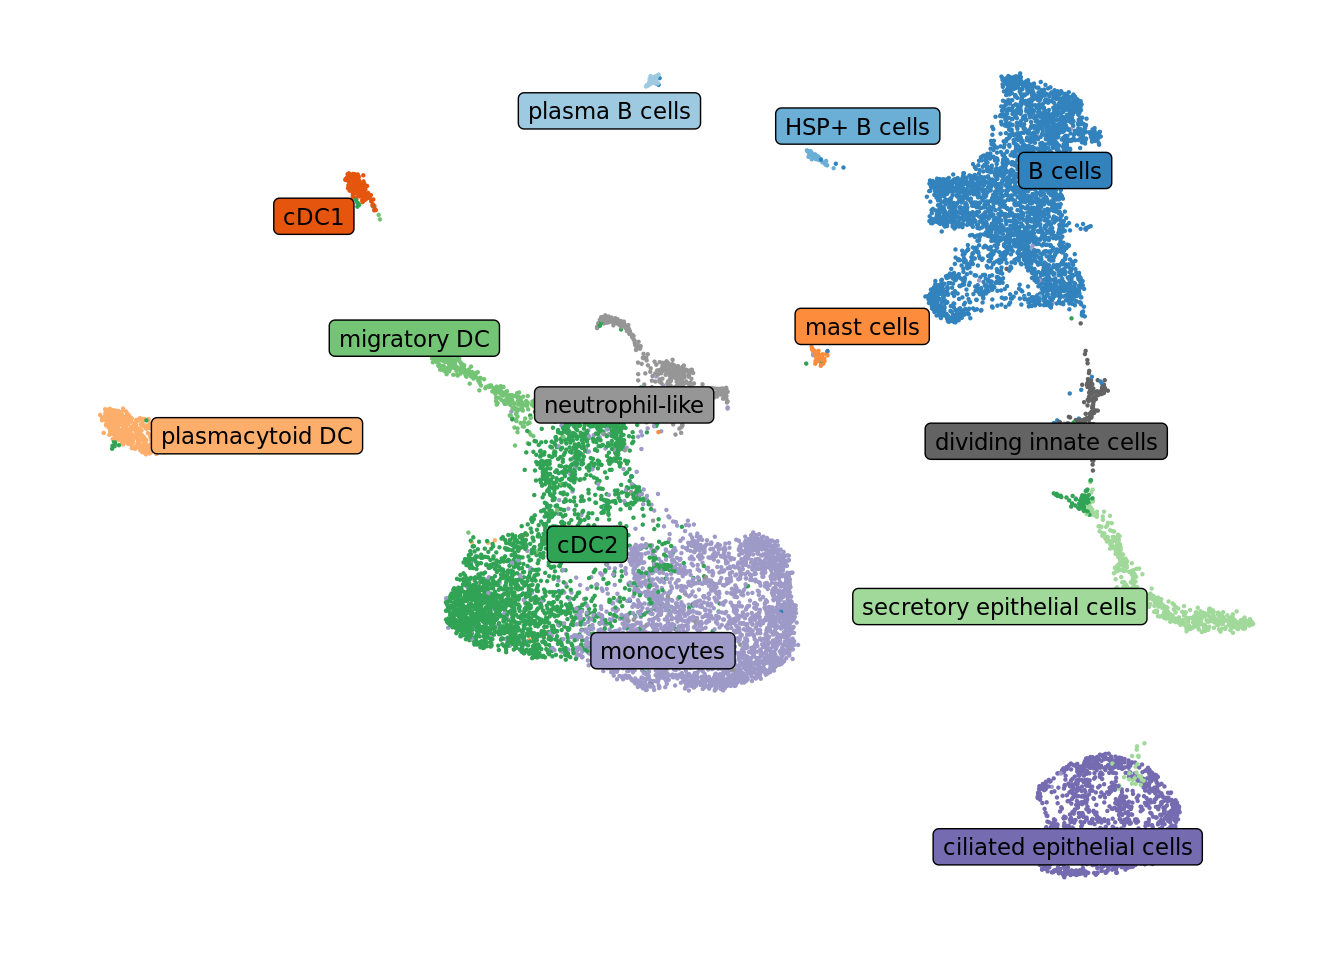 plasma B cells
HSP+ B cells
B cells
cDC1
mast cells
migratory DC
neutrophil-like
plasmacytoid DC
dividing innate cells
cDC2
secretory epithelial cells
monocytes
ciliated epithelial cells